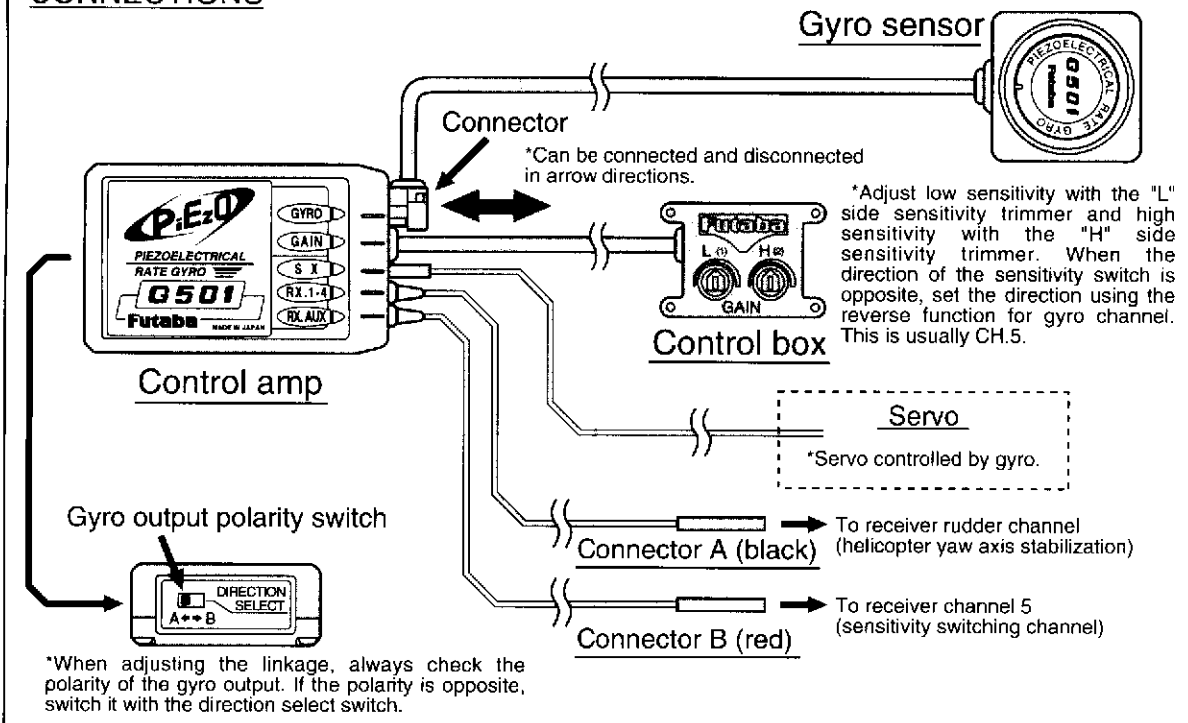 CONNECTIONS
Gyro sensor
PIEZOELECTRICAL RATE GYRO
G501
Futaba
Connector
*Can be connected and disconnected
in arrow directions.
PiEzO
PIEZOELECTRICAL
RATE GYRO
G501
Futaba
MADE IN JAPAN
GYRO
GAIN
S X
RX.1-4
RX.AUX
Control amp
Futaba
L (1) H (2)
GAIN
Control box
*Adjust low sensitivity with the "L"
side sensitivity trimmer and high
sensitivity with the "H" side
sensitivity trimmer. When the
direction of the sensitivity switch is
opposite, set the direction using the
reverse function for gyro channel.
This is usually CH.5.
Servo
*Servo controlled by gyro.
Connector A (black)
To receiver rudder channel
(helicopter yaw axis stabilization)
Connector B (red)
To receiver channel 5
(sensitivity switching channel)
Gyro output polarity switch
DIRECTION
SELECT
A↔B
*When adjusting the linkage, always check the
polarity of the gyro output. If the polarity is opposite,
switch it with the direction select switch.